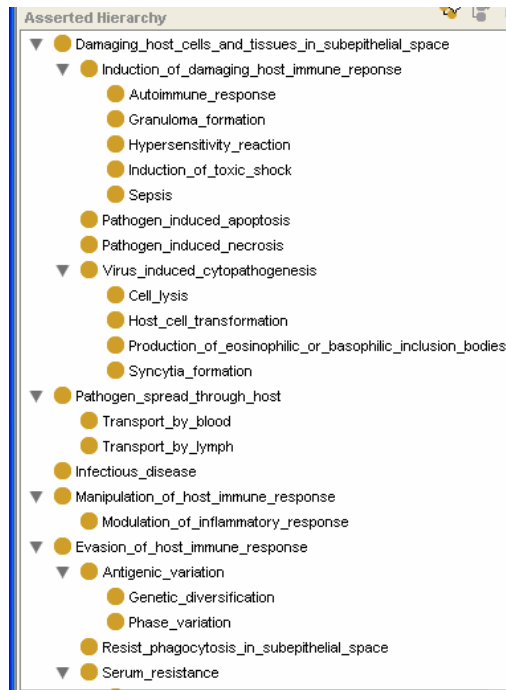 Asserted Hierarchy
Damaging_host_cells_and_tissues_in_subepithelial_space
Induction_of_damaging_host_immune_reponse
Autoimmune_response
Granuloma_formation
Hypersensitivity_reaction
Induction_of_toxic_shock
Sepsis
Pathogen_induced_apoptosis
Pathogen_induced_necrosis
Virus_induced_cytopathogenesis
Cell_lysis
Host_cell_transformation
Production_of_eosinophilic_or_basophilic_inclusion_bodies
Syncytia_formation
Pathogen_spread_through_host
Transport_by_blood
Transport_by_lymph
Infectious_disease
Manipulation_of_host_immune_response
Modulation_of_inflammatory_response
Evasion_of_host_immune_response
Antigenic_variation
Genetic_diversification
Phase_variation
Resist_phagocytosis_in_subepithelial_space
Serum_resistance